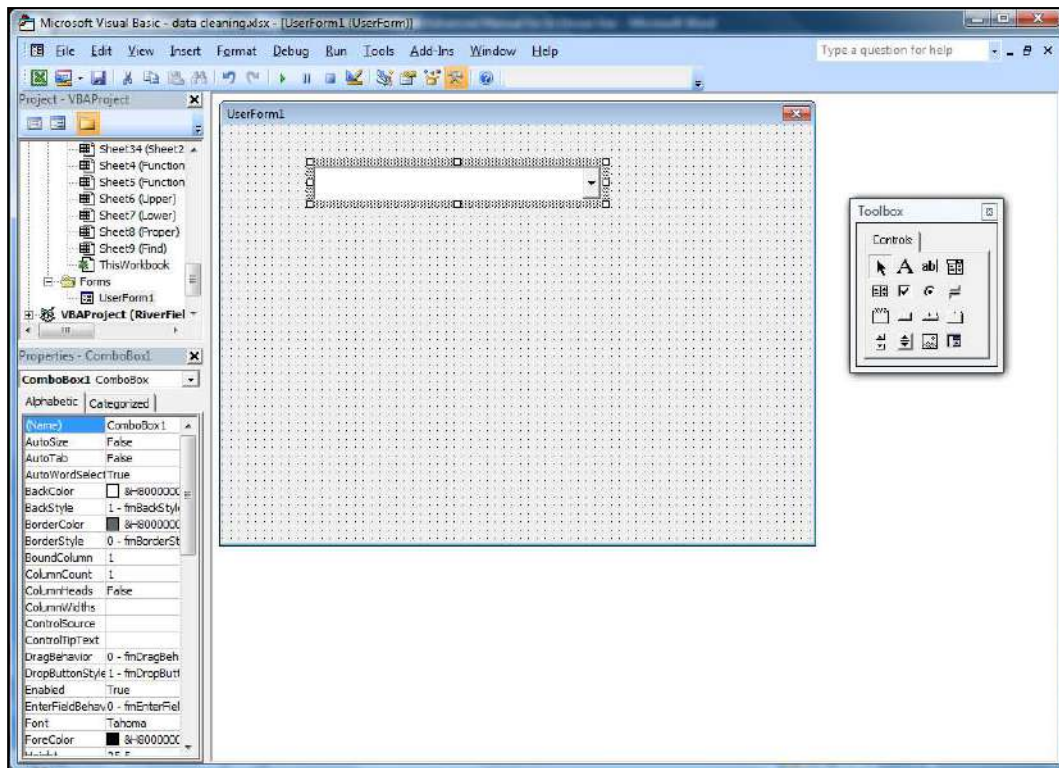 Microsoft Visual Basic - data cleaning.xlsx - [UserForm1 (UserForm)]
File Edit View Insert Format Debug Run Tools Add-Ins Window Help
Type a question for help
Project - VBAProject
Sheet34 (Sheet2
Sheet4 (Function
Sheet5 (Function
Sheet6 (Upper)
Sheet7 (Lower)
Sheet8 (Proper)
Sheet9 (Find)
ThisWorkbook
Forms
UserForm1
VBAProject (RiverFiel
Properties - ComboBox1
ComboBox1 ComboBox
Alphabetic Categorized
(Name) ComboBox1
AutoSize False
AutoTab False
AutoWordSelect True
BackColor &H8000000
BackStyle 1 - fmBackStyle
BorderColor &H8000000
BorderStyle 0 - fmBorderSt
BoundColumn 1
ColumnCount 1
ColumnHeads False
ColumnWidths
ControlSource
ControlTipText
DragBehavior 0 - fmDragBeh
DropButtonStyle 1 - fmDropButt
Enabled True
EnterFieldBehav 0 - fmEnterFiel
Font Tahoma
ForeColor &H8000000
UserForm1
Toolbox
Controls
A ab|